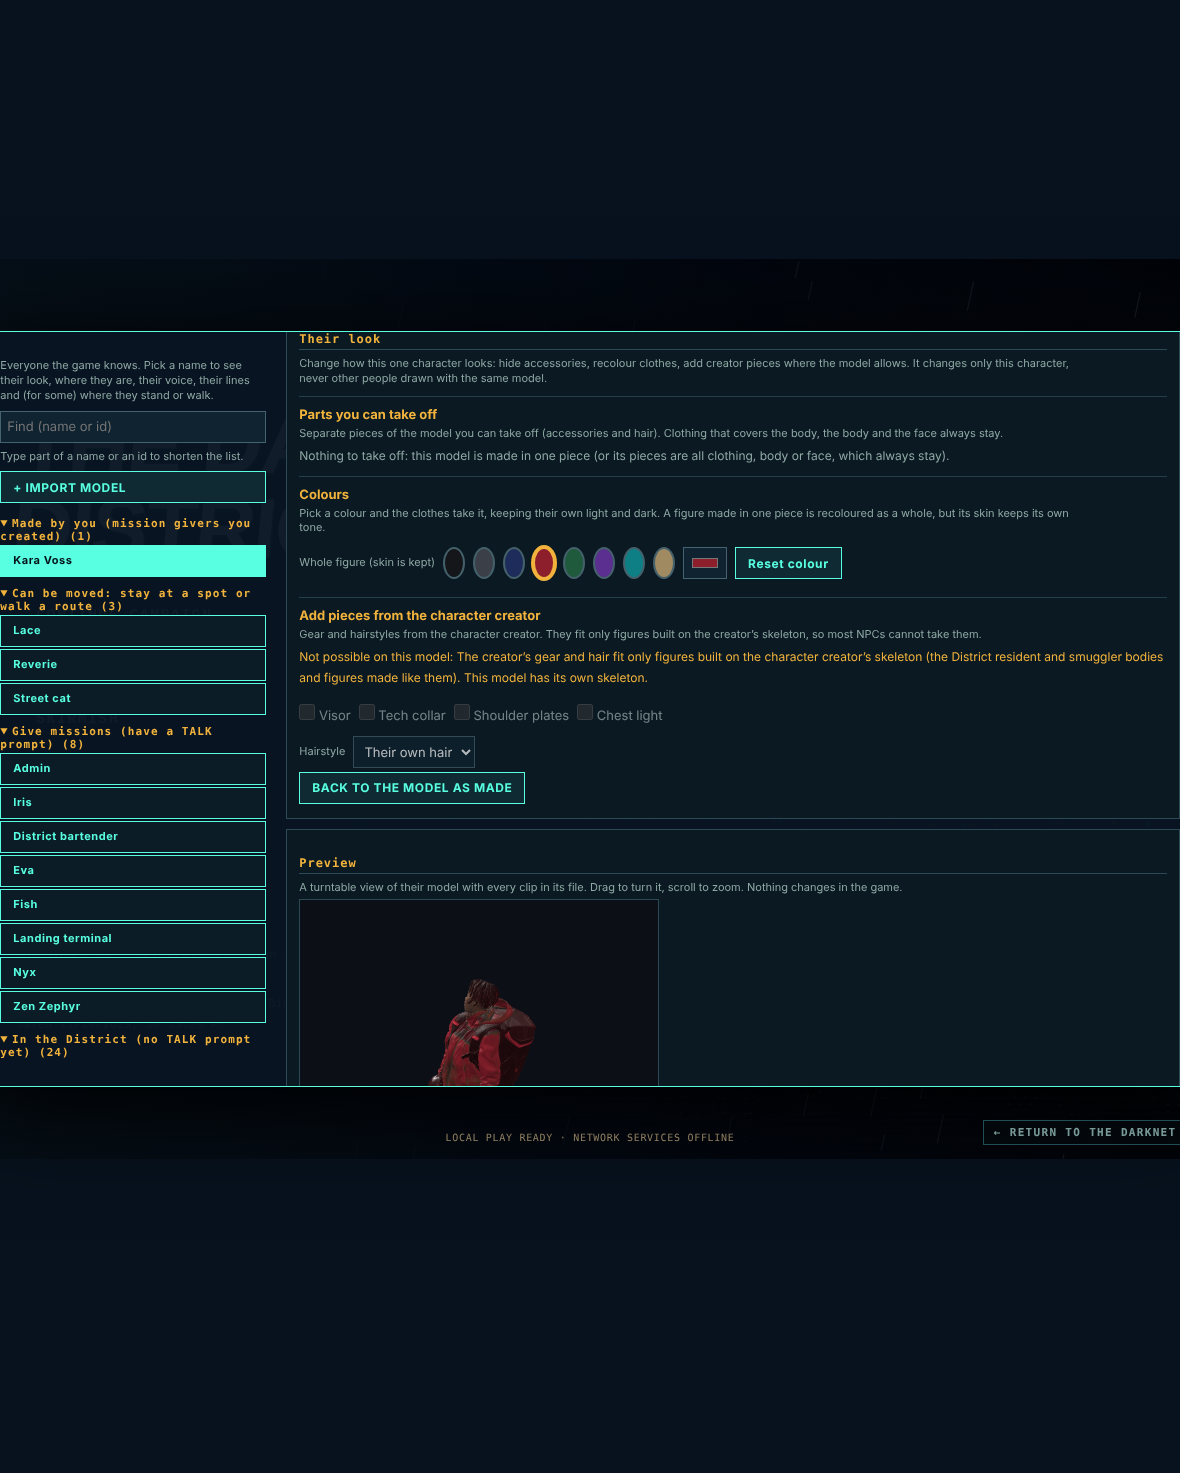 Everyone the game knows. Pick a name to see
their look, where they are, their voice, their lines
and (for some) where they stand or walk.
Find (name or id)
Type part of a name or an id to shorten the list.
+ IMPORT MODEL
▼ Made by you (mission givers you
created) (1)
Kara Voss
▼ Can be moved: stay at a spot or
walk a route (3)
Lace
Reverie
Street cat
▼ Give missions (have a TALK
prompt) (8)
Admin
Iris
District bartender
Eva
Fish
Landing terminal
Nyx
Zen Zephyr
▼ In the District (no TALK prompt
yet) (24)
Their look
Change how this one character looks: hide accessories, recolour clothes, add creator pieces where the model allows. It changes only this character,
never other people drawn with the same model.
Parts you can take off
Separate pieces of the model you can take off (accessories and hair). Clothing that covers the body, the body and the face always stay.
Nothing to take off: this model is made in one piece (or its pieces are all clothing, body or face, which always stay).
Colours
Pick a colour and the clothes take it, keeping their own light and dark. A figure made in one piece is recoloured as a whole, but its skin keeps its own
tone.
Whole figure (skin is kept)
Reset colour
Add pieces from the character creator
Gear and hairstyles from the character creator. They fit only figures built on the creator's skeleton, so most NPCs cannot take them.
Not possible on this model: The creator's gear and hair fit only figures built on the character creator's skeleton (the District resident and smuggler bodies
and figures made like them). This model has its own skeleton.
Visor Tech collar Shoulder plates Chest light
Hairstyle Their own hair
BACK TO THE MODEL AS MADE
Preview
A turntable view of their model with every clip in its file. Drag to turn it, scroll to zoom. Nothing changes in the game.
LOCAL PLAY READY · NETWORK SERVICES OFFLINE
← RETURN TO THE DARKNET